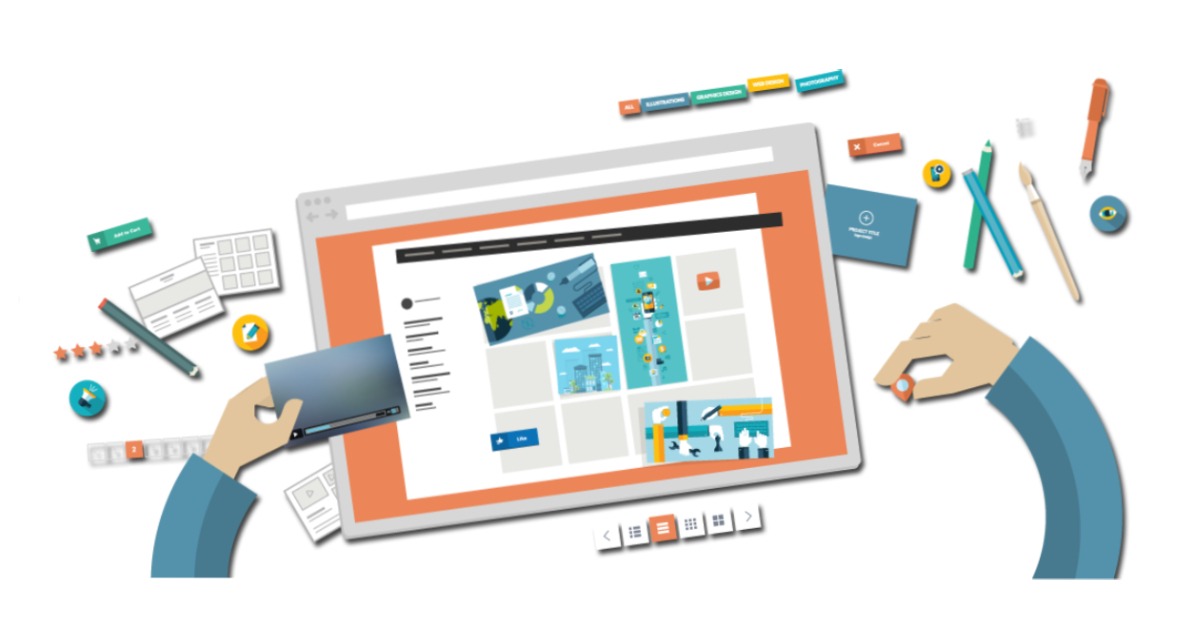 ALL
ILLUSTRATIONS
GRAPHICS DESIGN
WEB DESIGN
PHOTOGRAPHY
Cancel
Add to Cart
PROJECT TITLE
2
Like